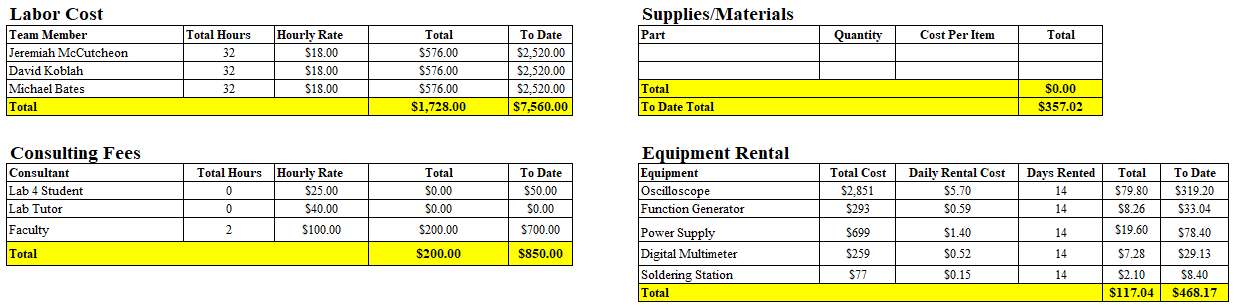 Labor Cost
Team Member Total Hours Hourly Rate Total To Date
Jeremiah McCutcheon 32 $18.00 $576.00 $2,520.00
David Koblah 32 $18.00 $576.00 $2,520.00
Michael Bates 32 $18.00 $576.00 $2,520.00
Total $1,728.00 $7,560.00
Supplies/Materials
Part Quantity Cost Per Item Total
Total $0.00
To Date Total $357.02
Consulting Fees
Consultant Total Hours Hourly Rate Total To Date
Lab 4 Student 0 $25.00 $0.00 $50.00
Lab Tutor 0 $40.00 $0.00 $0.00
Faculty 2 $100.00 $200.00 $700.00
Total $200.00 $850.00
Equipment Rental
Equipment Total Cost Daily Rental Cost Days Rented Total To Date
Oscilloscope $2,851 $5.70 14 $79.80 $319.20
Function Generator $293 $0.59 14 $8.26 $33.04
Power Supply $699 $1.40 14 $19.60 $78.40
Digital Multimeter $259 $0.52 14 $7.28 $29.13
Soldering Station $77 $0.15 14 $2.10 $8.40
Total $117.04 $468.17